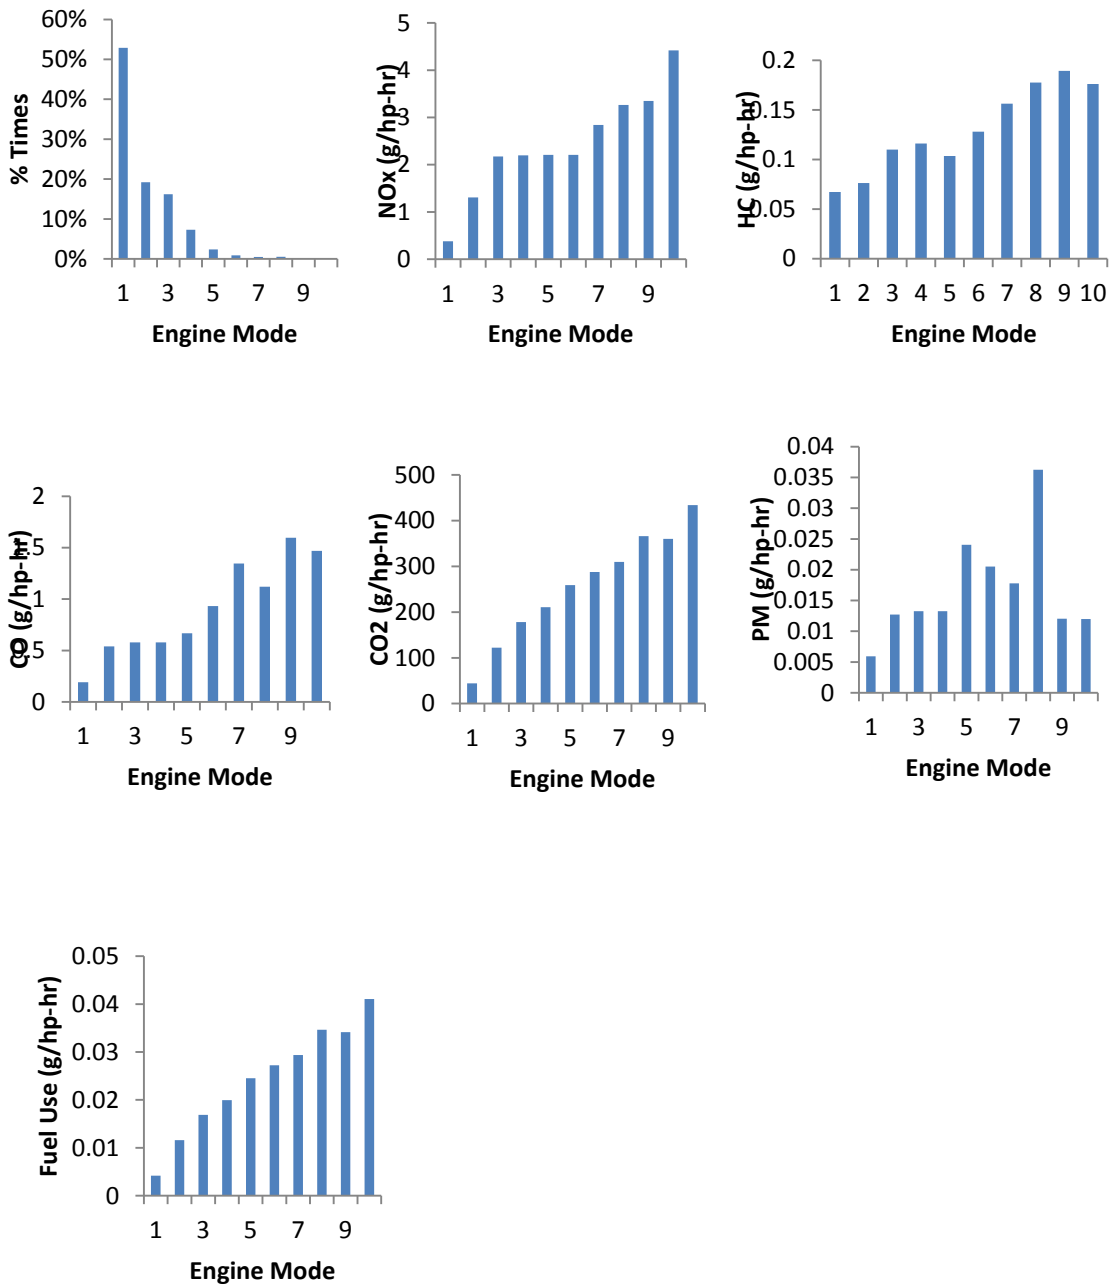 60%
50%
40%
30%
20%
10%
0%
% Times
1 3 5 7 9
Engine Mode
5
4
3
2
1
0
NOx (g/hp-hr)
1 3 5 7 9
Engine Mode
0.2
0.15
0.1
0.05
0
HC (g/hp-hr)
1 2 3 4 5 6 7 8 9 10
Engine Mode
2
1.5
1
0.5
0
CO (g/hp-hr)
1 3 5 7 9
Engine Mode
500
400
300
200
100
0
CO2 (g/hp-hr)
1 3 5 7 9
Engine Mode
0.04
0.035
0.03
0.025
0.02
0.015
0.01
0.005
0
PM (g/hp-hr)
1 3 5 7 9
Engine Mode
0.05
0.04
0.03
0.02
0.01
0
Fuel Use (g/hp-hr)
1 3 5 7 9
Engine Mode